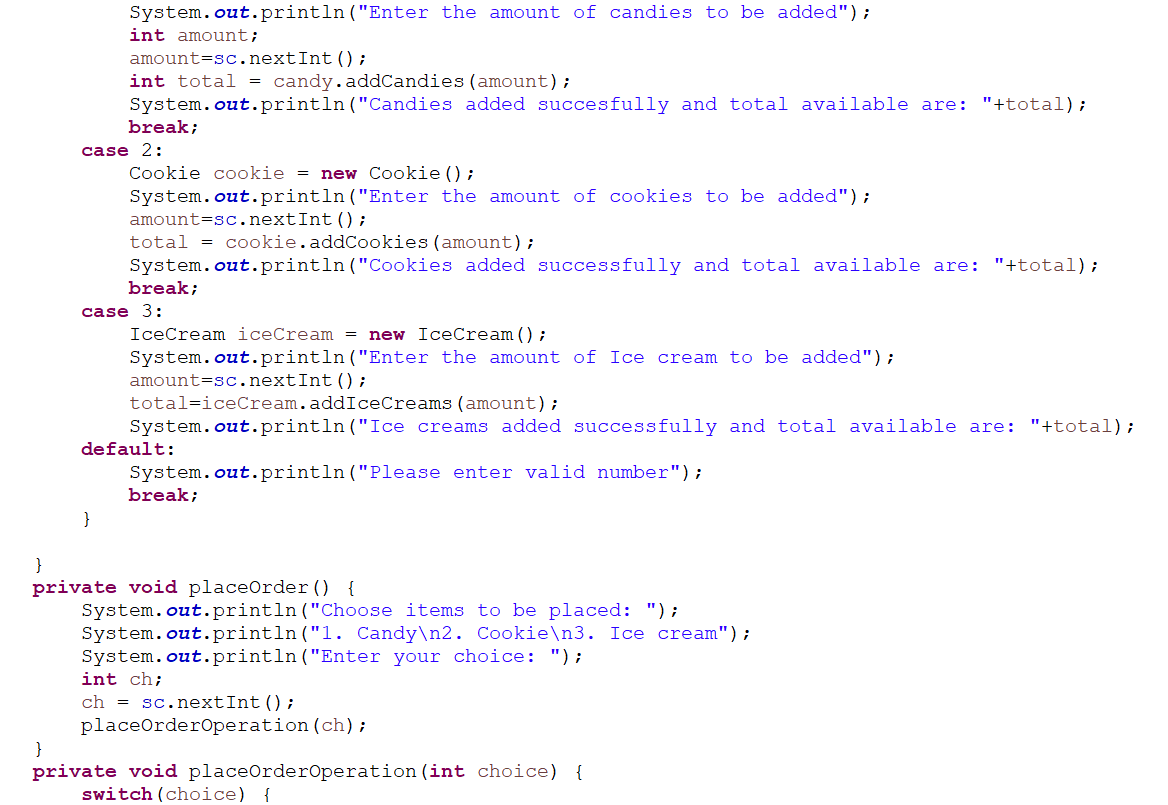 System.out.println("Enter the amount of candies to be added");
int amount;
amount=sc.nextInt();
int total = candy.addCandies(amount);
System.out.println("Candies added succesfully and total available are: "+total);
break;
case 2:
Cookie cookie = new Cookie();
System.out.println("Enter the amount of cookies to be added");
amount=sc.nextInt();
total = cookie.addCookies(amount);
System.out.println("Cookies added successfully and total available are: "+total);
break;
case 3:
IceCream iceCream = new IceCream();
System.out.println("Enter the amount of Ice cream to be added");
amount=sc.nextInt();
total=iceCream.addIceCreams(amount);
System.out.println("Ice creams added successfully and total available are: "+total);
default:
System.out.println("Please enter valid number");
break;
}
}
private void placeOrder() {
System.out.println("Choose items to be placed: ");
System.out.println("1. Candy\n2. Cookie\n3. Ice cream");
System.out.println("Enter your choice: ");
int ch;
ch = sc.nextInt();
placeOrderOperation(ch);
}
private void placeOrderOperation(int choice) {
switch(choice) {